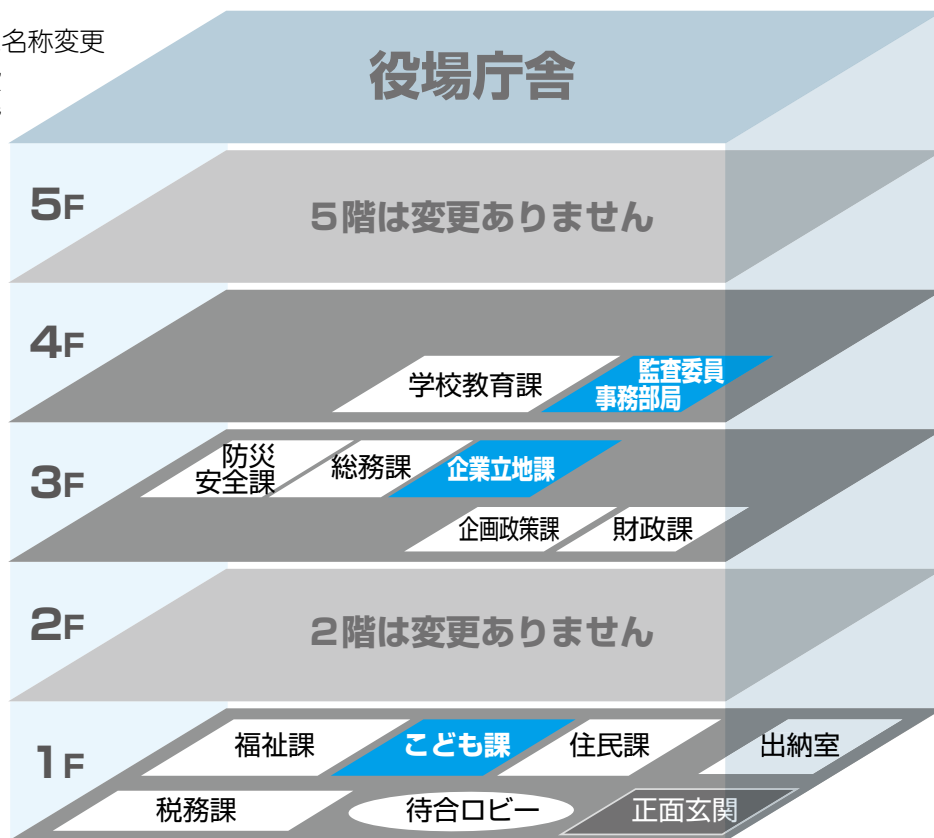 名称変更
役場庁舎
5F
5階は変更ありません
4F
学校教育課
監査委員
事務部局
3F
防災
安全課
総務課
企業立地課
企画政策課
財政課
2F
2階は変更ありません
1F
福祉課
こども課
住民課
出納室
税務課
待合ロビー
正面玄関